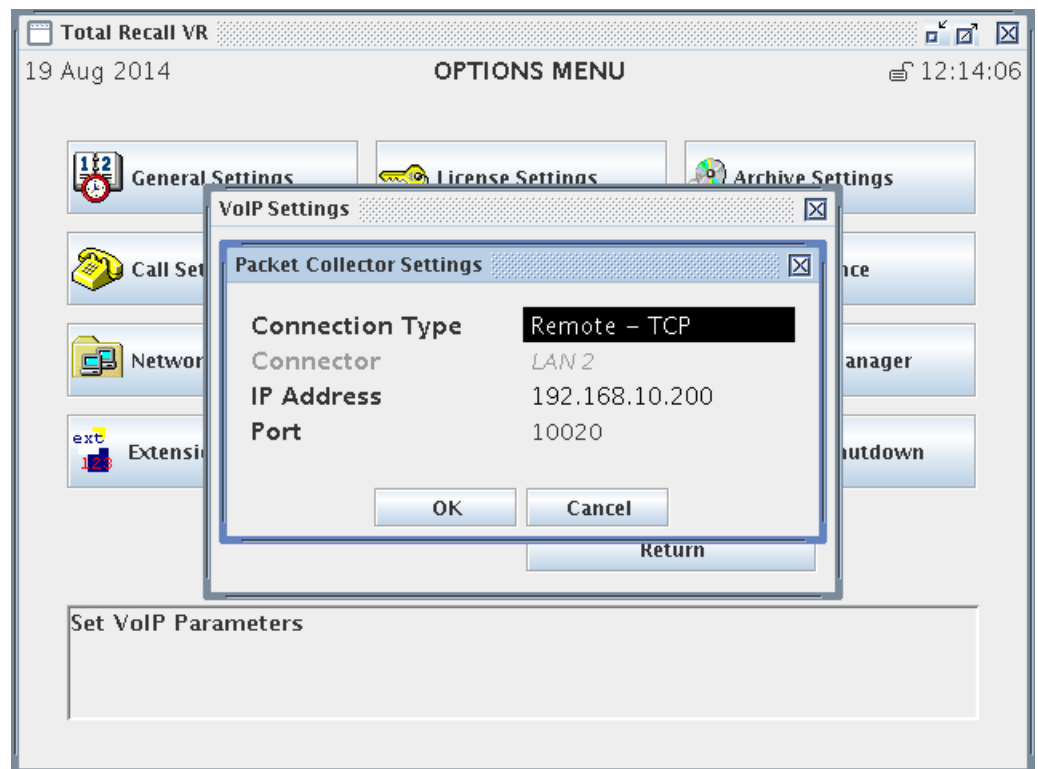 Total Recall VR
19 Aug 2014 OPTIONS MENU 12:14:06
General Settings License Settings Archive Settings
VoIP Settings
Call Set
Packet Collector Settings
nce
Connection Type Remote – TCP
Networ
Connector LAN 2
anager
IP Address 192.168.10.200
Port 10020
ext
123
Extensi
utdown
OK Cancel
Return
Set VoIP Parameters